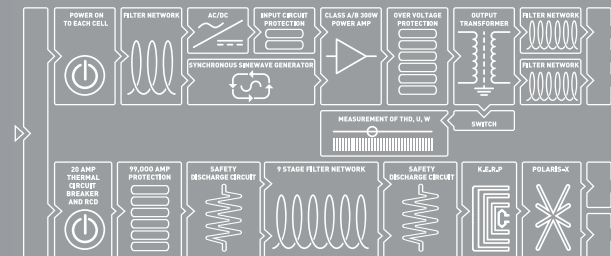 POWER ON
TO EACH CELL
FILTER NETWORK
AC/DC
INPUT CIRCUIT
PROTECTION
CLASS A/B 300W
POWER AMP
OVER VOLTAGE
PROTECTION
OUTPUT
TRANSFORMER
FILTER NETWORK
SYNCHRONOUS SINEWAVE GENERATOR
FILTER NETWORK
MEASUREMENT OF THD, U, W
SWITCH
20 AMP
THERMAL
CIRCUIT
BREAKER
AND RCD
99,000 AMP
PROTECTION
SAFETY
DISCHARGE CIRCUIT
9 STAGE FILTER NETWORK
SAFETY
DISCHARGE CIRCUIT
K.E.R.P
POLARIS-X